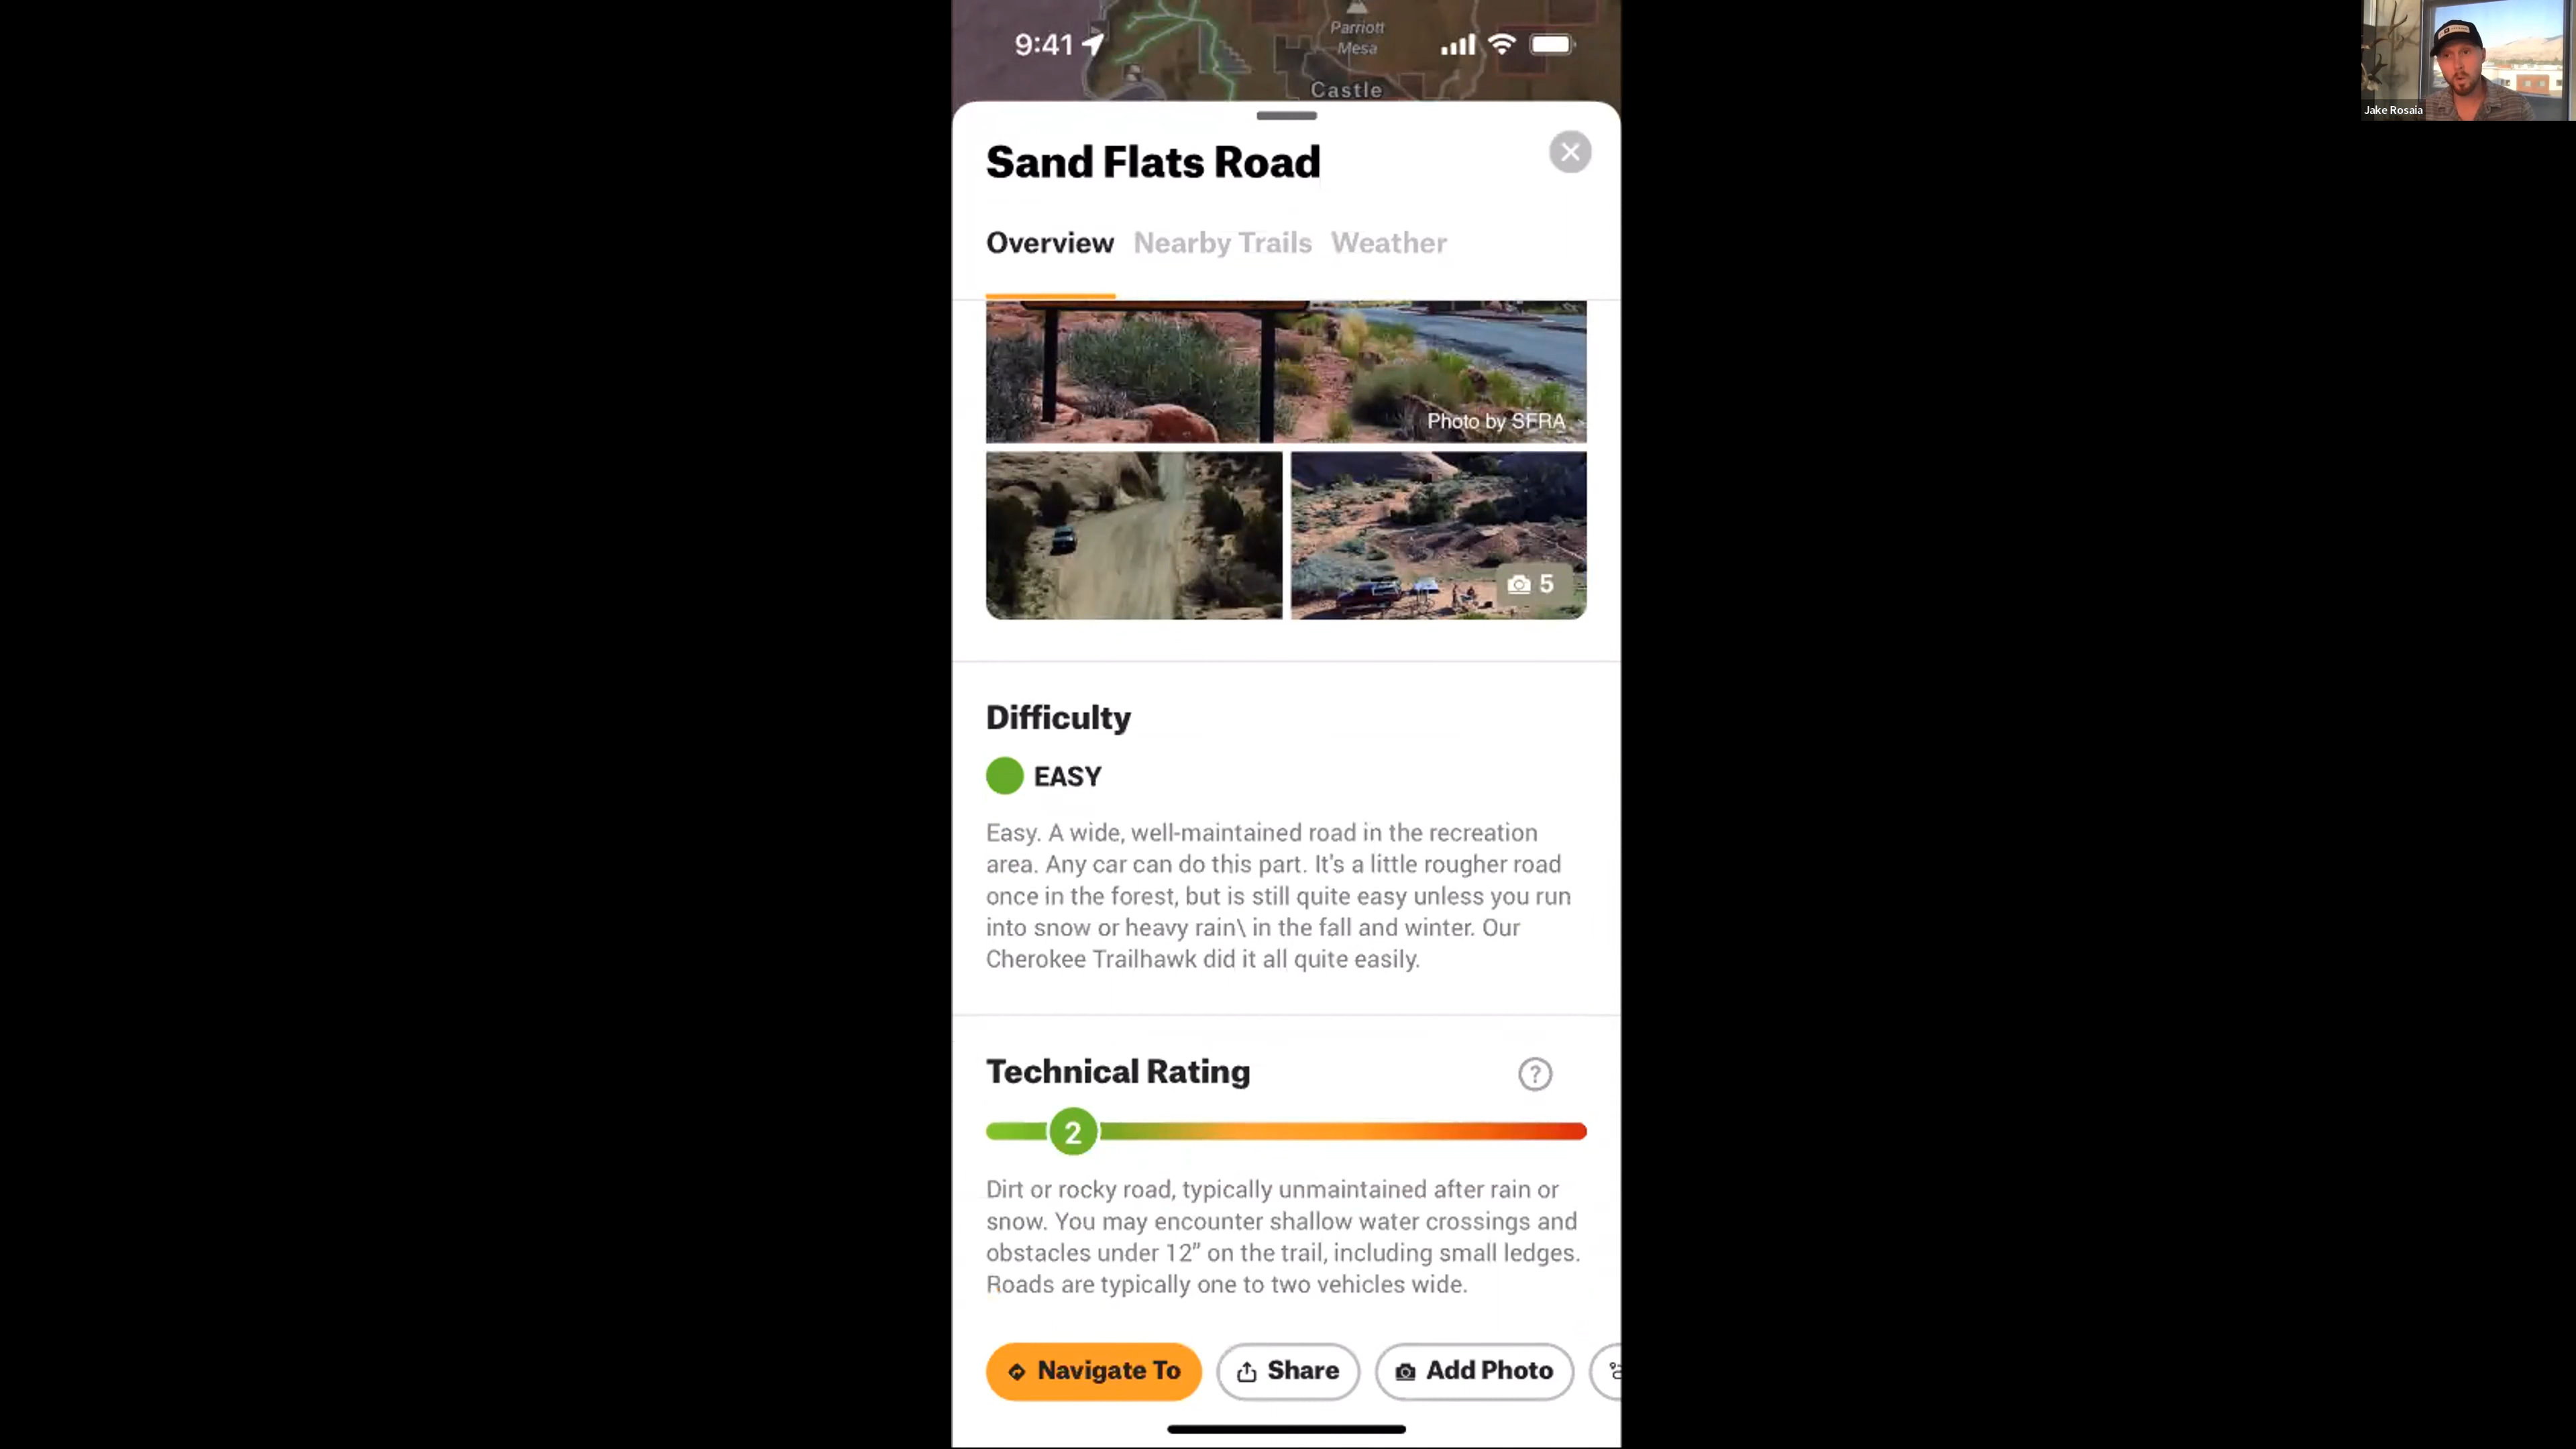 9:41
Parriott
Mesa
Castle
Jake Rosaia
Sand Flats Road
Overview Nearby Trails Weather
Photo by SFRA
5
Difficulty
EASY
Easy. A wide, well-maintained road in the recreation
area. Any car can do this part. It's a little rougher road
once in the forest, but is still quite easy unless you run
into snow or heavy rain\ in the fall and winter. Our
Cherokee Trailhawk did it all quite easily.
Technical Rating ?
2
Dirt or rocky road, typically unmaintained after rain or
snow. You may encounter shallow water crossings and
obstacles under 12” on the trail, including small ledges.
Roads are typically one to two vehicles wide.
Navigate To Share Add Photo